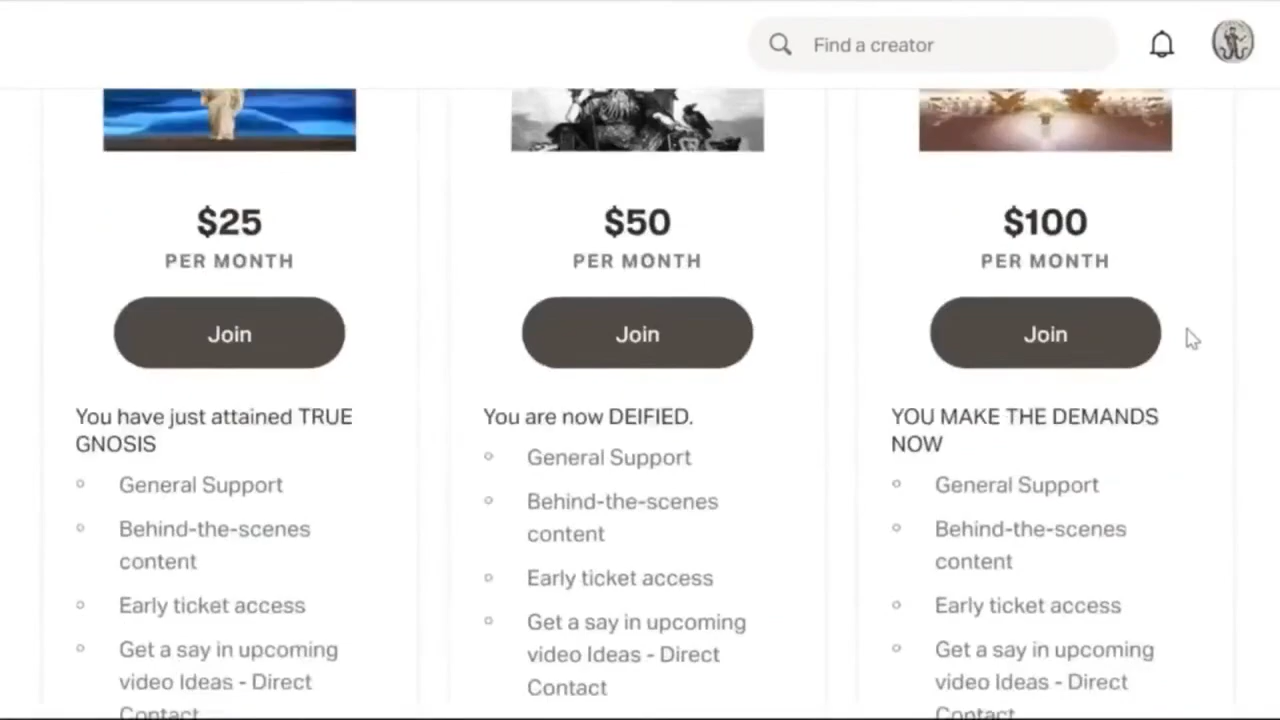 Find a creator
$25
PER MONTH
Join
You have just attained TRUE
GNOSIS
General Support
Behind-the-scenes
content
Early ticket access
Get a say in upcoming
video Ideas - Direct
Contact
$50
PER MONTH
Join
You are now DEIFIED.
General Support
Behind-the-scenes
content
Early ticket access
Get a say in upcoming
video Ideas - Direct
Contact
$100
PER MONTH
Join
YOU MAKE THE DEMANDS
NOW
General Support
Behind-the-scenes
content
Early ticket access
Get a say in upcoming
video Ideas - Direct
Contact